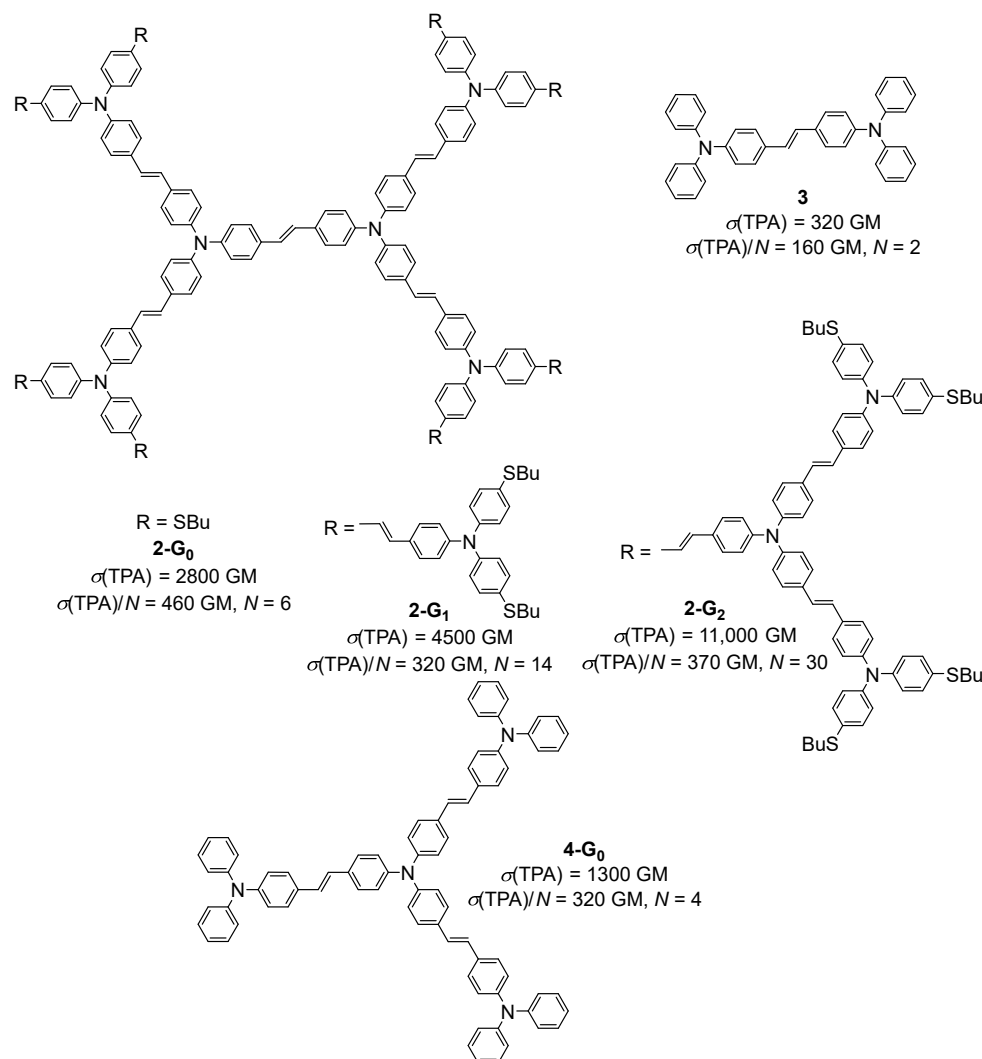 R
R
R
R
N
N
R
R
N
N
R
R
N
N
R
R
N
N
3
σ(TPA) = 320 GM
σ(TPA)/N = 160 GM, N = 2
R = SBu
2-G₀
σ(TPA) = 2800 GM
σ(TPA)/N = 460 GM, N = 6
SBu
R =
N
SBu
2-G₁
σ(TPA) = 4500 GM
σ(TPA)/N = 320 GM, N = 14
BuS
N
SBu
R =
N
2-G₂
σ(TPA) = 11,000 GM
σ(TPA)/N = 370 GM, N = 30
N
SBu
BuS
N
N
N
N
4-G₀
σ(TPA) = 1300 GM
σ(TPA)/N = 320 GM, N = 4